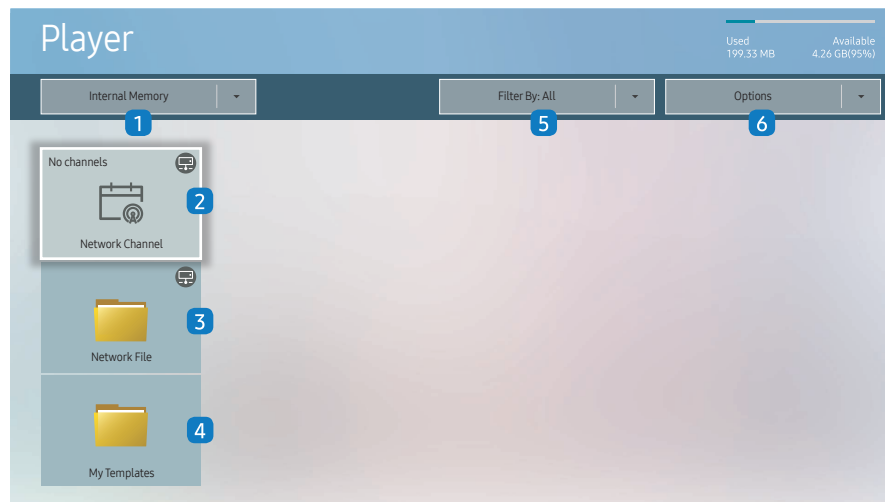 Player
Used Available
199.33 MB 4.26 GB(95%)
Internal Memory Filter By: All Options
1 5 6
No channels
2
Network Channel
3
Network File
4
My Templates